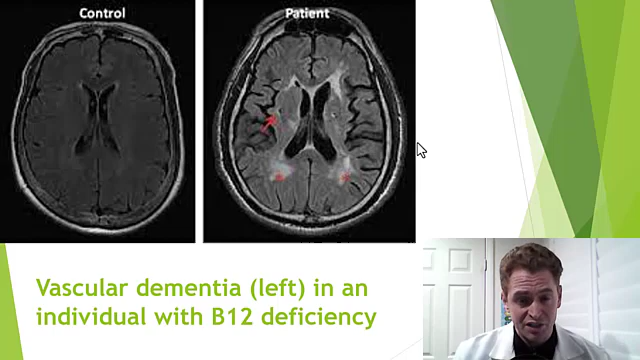 Control
Patient
Vascular dementia (left) in an
individual with B12 deficiency